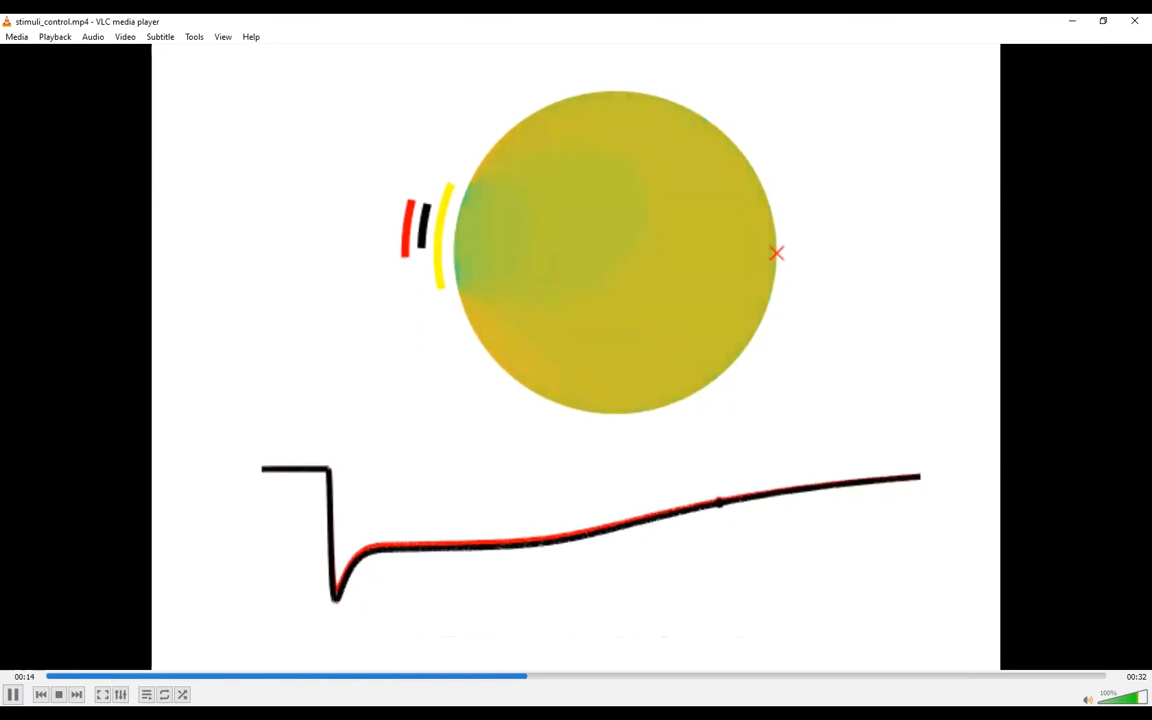 stimuli_control.mp4 - VLC media player
Media Playback Audio Video Subtitle Tools View Help
00:14
00:32
100%